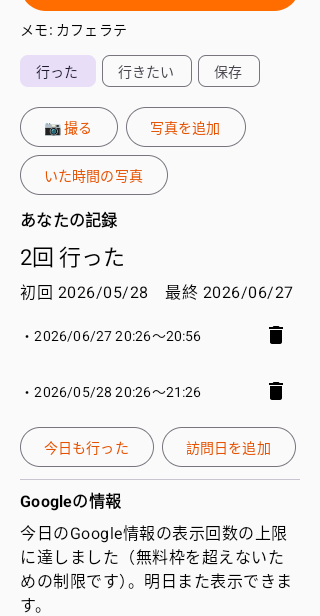 メモ: カフェラテ
行った 行きたい 保存
📷 撮る 写真を追加
いた時間の写真
あなたの記録
2回 行った
初回 2026/05/28 最終 2026/06/27
・2026/06/27 20:26〜20:56
・2026/05/28 20:26〜21:26
今日も行った 訪問日を追加
Googleの情報
今日のGoogle情報の表示回数の上限
に達しました（無料枠を超えないた
めの制限です）。明日また表示できま
す。